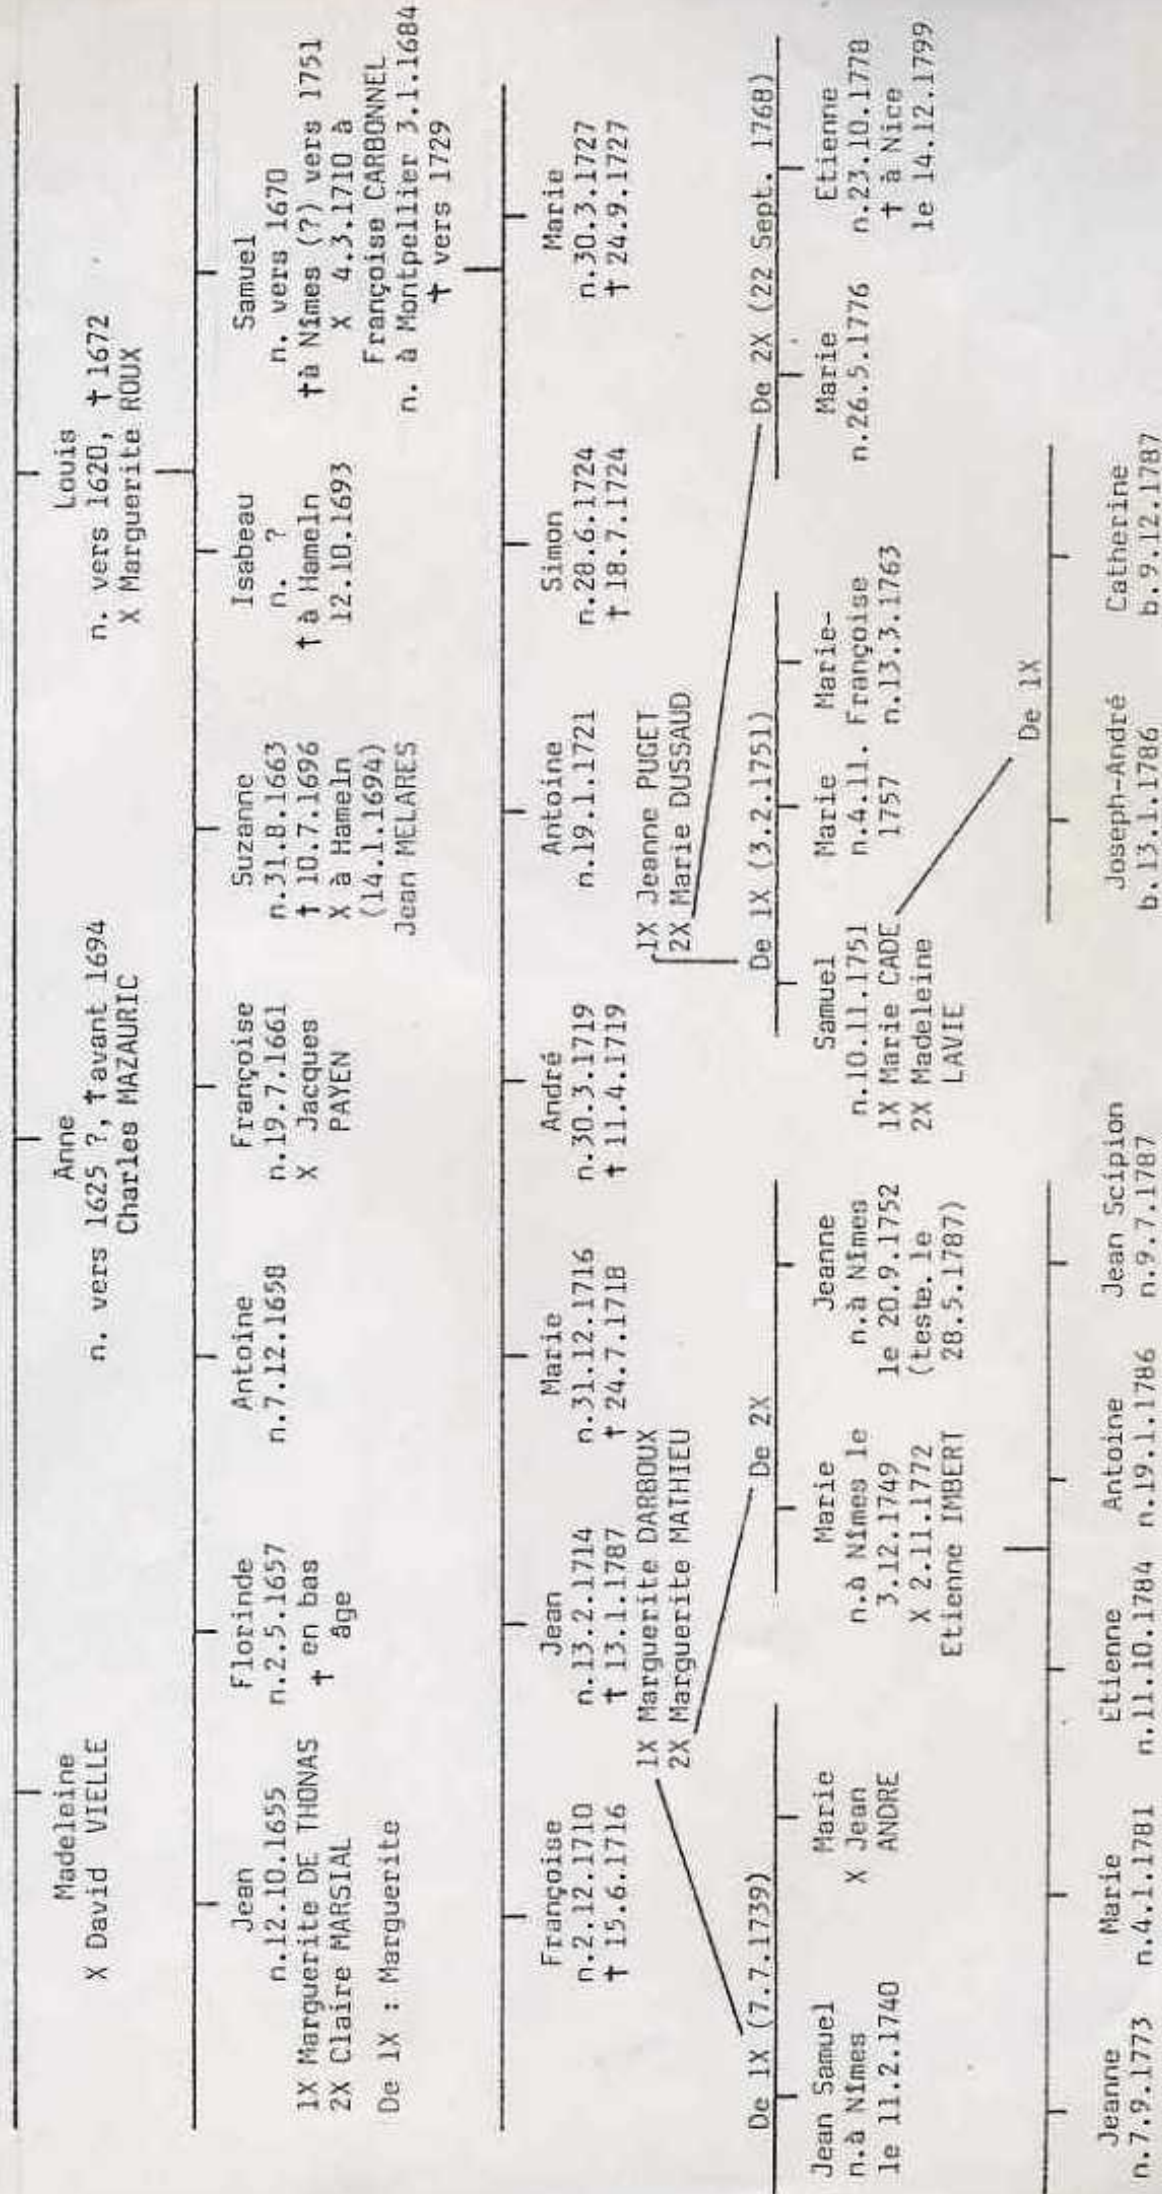 Madeleine
X David VIELLE
Anne
n. vers 1625 ?, † avant 1694
Charles MAZAURIC
Louis
n. vers 1620, † 1672
X Marguerite ROUX
Jean
n.12.10.1655
1X Marguerite DE THONAS
2X Claire MARSIAL
De 1X : Marguerite
Florinde
n.2.5.1657
† en bas
âge
Antoine
n.7.12.1658
Françoise
n.19.7.1661
X Jacques
PAYEN
Suzanne
n.31.8.1663
† 10.7.1696
X à Hameln
(14.1.1694)
Jean MELARES
Isabeau
n. ?
† à Hameln
12.10.1693
Samuel
n. vers 1670
†à Nîmes (?) vers 1751
X 4.3.1710 à
Françoise CARBONNEL
n. à Montpellier 3.1.1684
† vers 1729
Françoise
n.2.12.1710
† 15.6.1716
Jean
n.13.2.1714
† 13.1.1787
1X Marguerite DARBOUX
2X Marguerite MATHIEU
Marie
n.31.12.1716
† 24.7.1718
André
n.30.3.1719
† 11.4.1719
Antoine
n.19.1.1721
1X Jeanne PUGET
2X Marie DUSSAUD
Simon
n.28.6.1724
† 18.7.1724
Marie
n.30.3.1727
† 24.9.1727
De 1X (7.7.1739)
De 2X
De 1X (3.2.1751)
De 2X (22 Sept. 1768)
Jean Samuel
n.à Nîmes
le 11.2.1740
Marie
X Jean
ANDRE
Marie
n.à Nîmes le
3.12.1749
X 2.11.1772
Etienne IMBERT
Jeanne
n.à Nîmes
le 20.9.1752
(teste.le
28.5.1787)
Samuel
n.10.11.1751
1X Marie CADE
2X Madeleine
LAVIE
Marie
n.4.11.
1757
Marie-
Françoise
n.13.3.1763
Marie
n.26.5.1776
Etienne
n.23.10.1778
† à Nice
le 14.12.1799
De 1X
Jeanne
n.7.9.1773
Marie
n.4.1.1781
Etienne
n.11.10.1784
Antoine
n.19.1.1786
Jean Scipion
n.9.7.1787
Joseph-André
b.13.1.1786
Catherine
b.9.12.1787